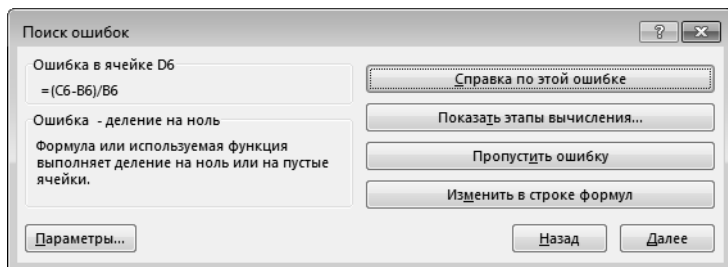 Поиск ошибок
Ошибка в ячейке D6
=(C6-B6)/B6
Ошибка - деление на ноль
Формула или используемая функция
выполняет деление на ноль или на пустые
ячейки.
Справка по этой ошибке
Показать этапы вычисления...
Пропустить ошибку
Изменить в строке формул
Параметры...
Назад
Далее